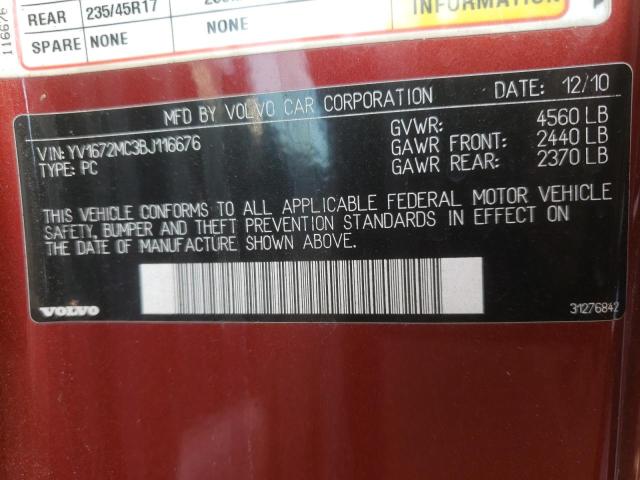 116676
REAR 235/45R17
INFORMATION
SPARE NONE NONE
MFD BY VOLVO CAR CORPORATION DATE: 12/10
VIN: YV1672MC3BJ116676
TYPE: PC
GVWR: 4560 LB
GAWR FRONT: 2440 LB
GAWR REAR: 2370 LB
THIS VEHICLE CONFORMS TO ALL APPLICABLE FEDERAL MOTOR VEHICLE
SAFETY, BUMPER AND THEFT PREVENTION STANDARDS IN EFFECT ON
THE DATE OF MANUFACTURE SHOWN ABOVE.
VOLVO
31276842